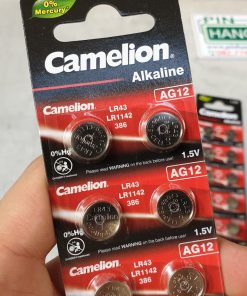 0%
Mercury*
PIN
HANG
Camelion®
Alkaline
AG12
Camelion®
LR43
LR1142
386
0%Hg
1.5V
Please read WARNING on the back before use!
AG12
Camelion®
LR43
LR1142
386
0%Hg
1.5V
Please read WARNING on the back before use!
AG12
Camelion®
LR43
LR1142
386